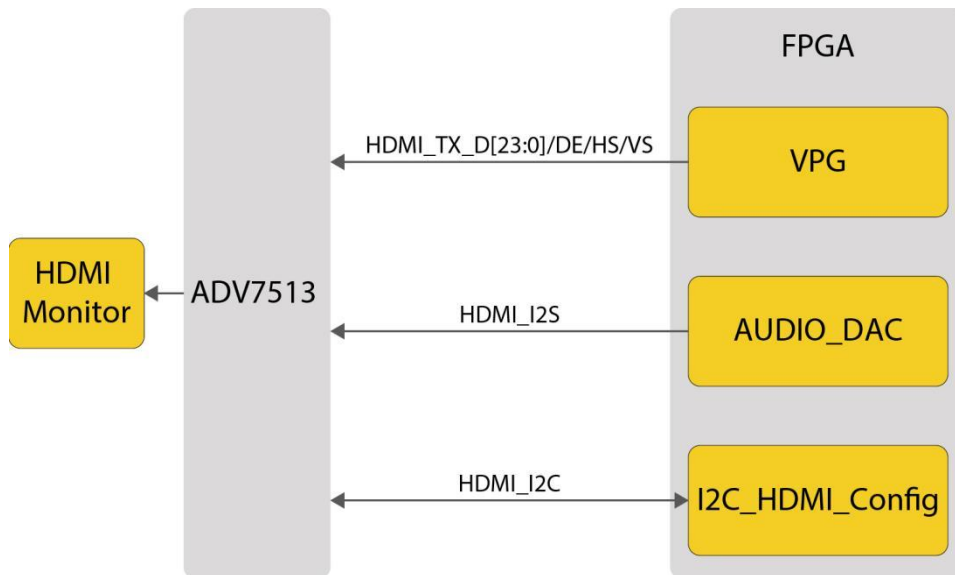 FPGA
HDMI_TX_D[23:0]/DE/HS/VS
VPG
HDMI
Monitor
ADV7513
HDMI_I2S
AUDIO_DAC
HDMI_I2C
I2C_HDMI_Config